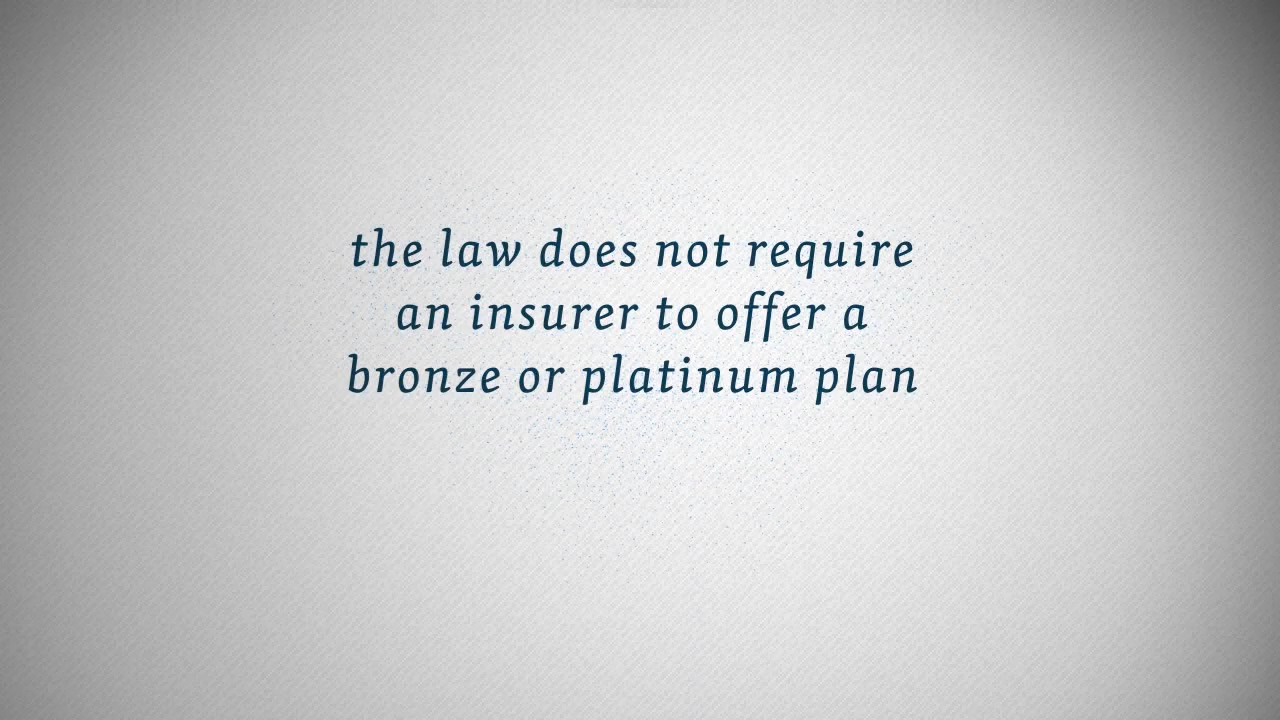 the law does not require
an insurer to offer a
bronze or platinum plan